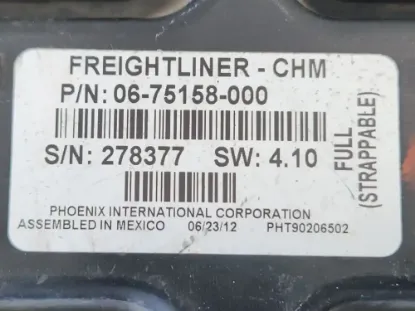 FREIGHTLINER - CHM
P/N: 06-75158-000
S/N: 278377 SW: 4.10
FULL
(STRAPPABLE)
PHOENIX INTERNATIONAL CORPORATION
ASSEMBLED IN MEXICO 06/23/12 PHT90206502